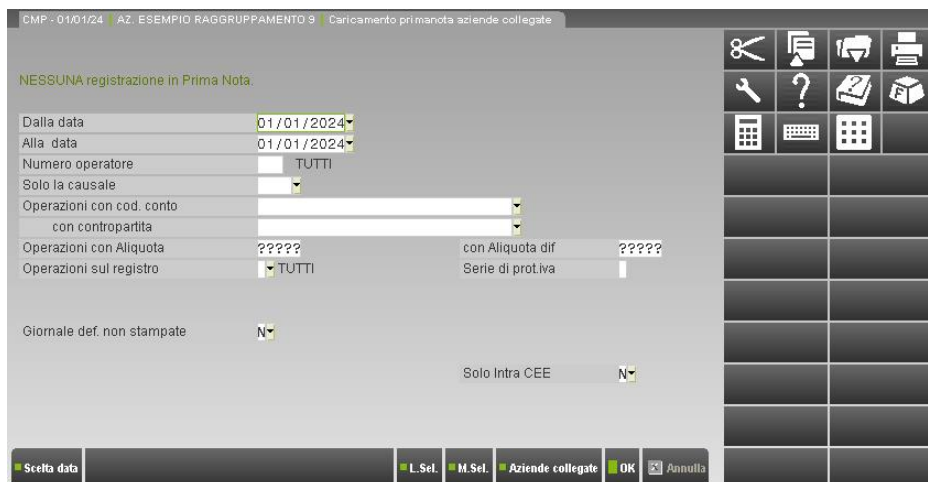 CMP - 01/01/24 AZ. ESEMPIO RAGGRUPPAMENTO 9 Caricamento primanota aziende collegate
NESSUNA registrazione in Prima Nota.
Dalla data 01/01/2024
Alla data 01/01/2024
Numero operatore TUTTI
Solo la causale
Operazioni con cod. conto
con contropartita
Operazioni con Aliquota ????? con Aliquota dif ?????
Operazioni sul registro TUTTI Serie di prot.iva
Giornale def. non stampate N
Solo Intra CEE N
Scelta data L.Sel. M.Sel. Aziende collegate OK Annulla